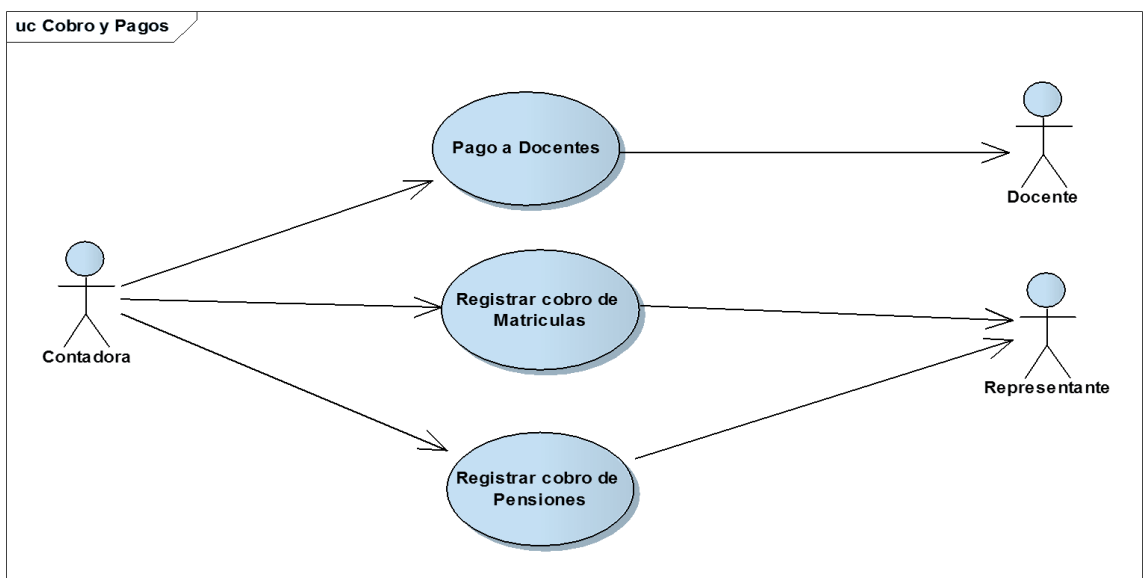 uc Cobro y Pagos
Pago a Docentes
Docente
Registrar cobro de
Matriculas
Contadora
Representante
Registrar cobro de
Pensiones